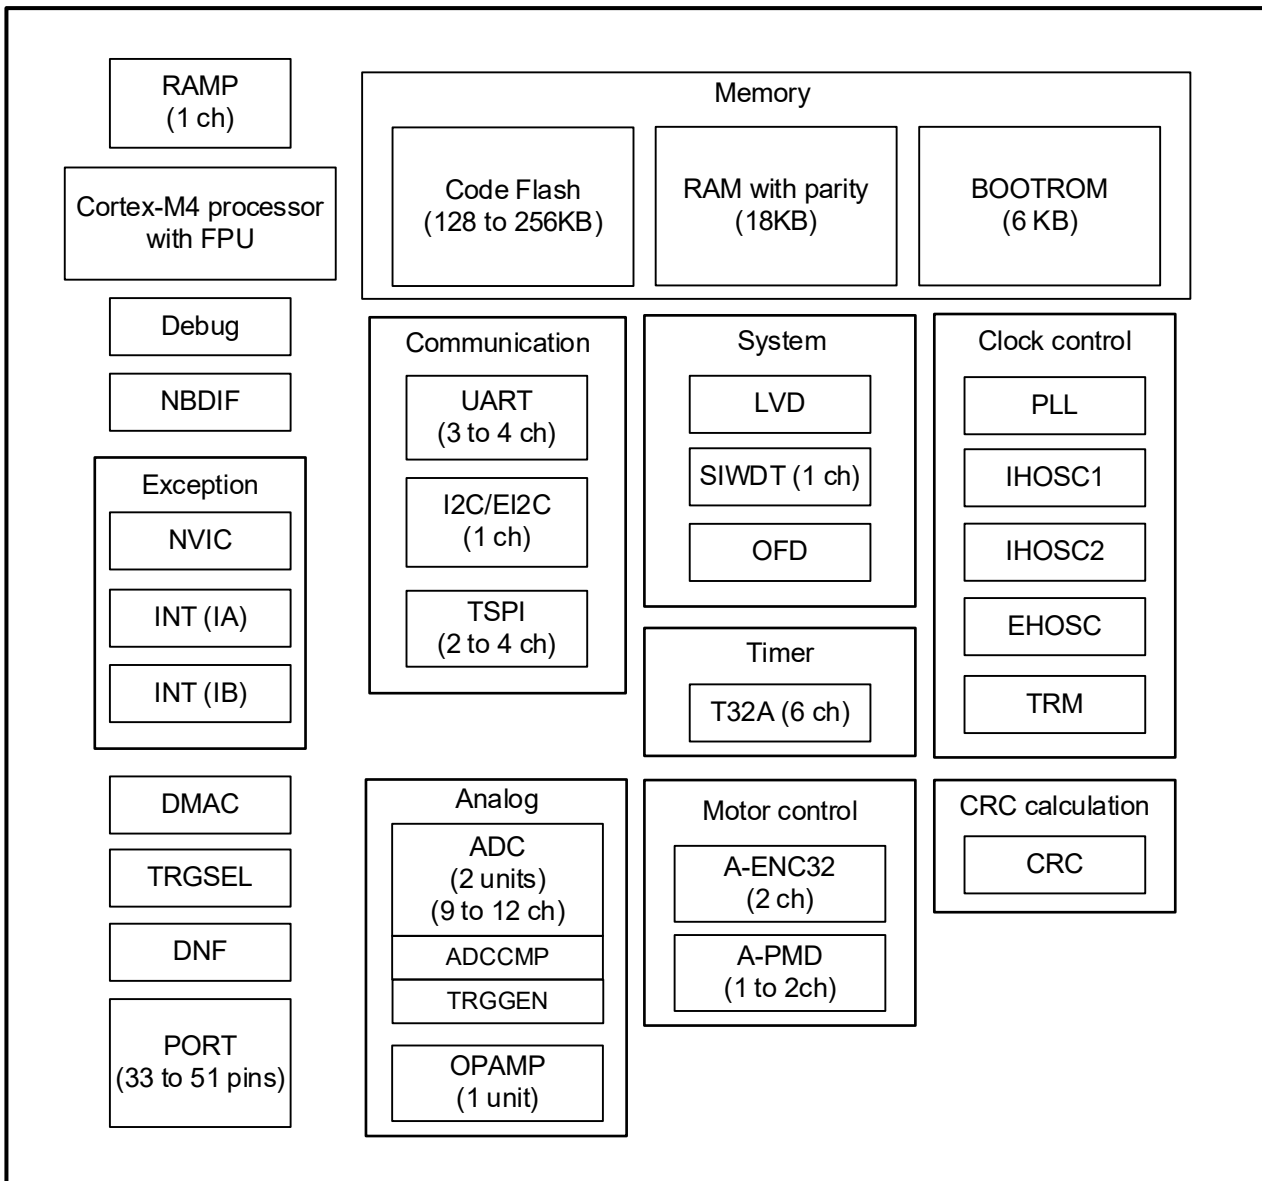 RAMP
(1 ch)
Cortex-M4 processor
with FPU
Debug
NBDIF
Exception
NVIC
INT (IA)
INT (IB)
DMAC
TRGSEL
DNF
PORT
(33 to 51 pins)
Memory
Code Flash
(128 to 256KB)
RAM with parity
(18KB)
BOOTROM
(6 KB)
Communication
UART
(3 to 4 ch)
I2C/EI2C
(1 ch)
TSPI
(2 to 4 ch)
System
LVD
SIWDT (1 ch)
OFD
Timer
T32A (6 ch)
Clock control
PLL
IHOSC1
IHOSC2
EHOSC
TRM
Analog
ADC
(2 units)
(9 to 12 ch)
ADCCMP
TRGGEN
OPAMP
(1 unit)
Motor control
A-ENC32
(2 ch)
A-PMD
(1 to 2ch)
CRC calculation
CRC